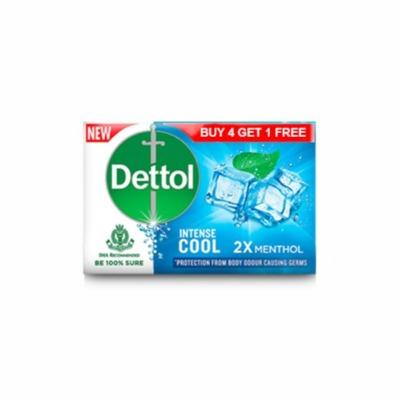 NEW
BUY 4 GET 1 FREE
Dettol
INTENSE
COOL
2X MENTHOL
IMA RECOMMENDED
BE 100% SURE
*PROTECTION FROM BODY ODOUR CAUSING GERMS